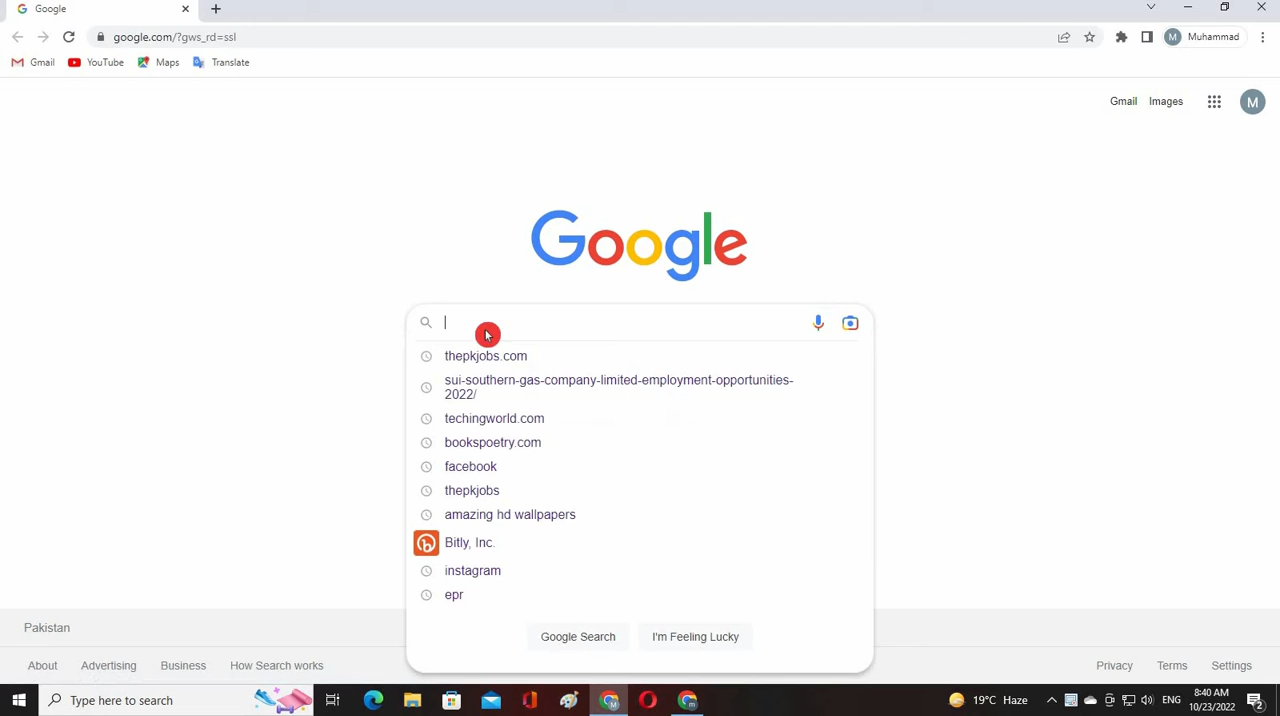 Google
google.com/?gws_rd=ssl
M Muhammad
Gmail YouTube Maps Translate
Gmail Images M
Google
thepkjobs.com
sui-southern-gas-company-limited-employment-opportunities-
2022/
techingworld.com
bookspoetry.com
facebook
thepkjobs
amazing hd wallpapers
Bitly, Inc.
instagram
epr
Google Search I'm Feeling Lucky
Pakistan
About Advertising Business How Search works Privacy Terms Settings
Type here to search 19°C Haze ENG 8:40 AM
10/23/2022 2